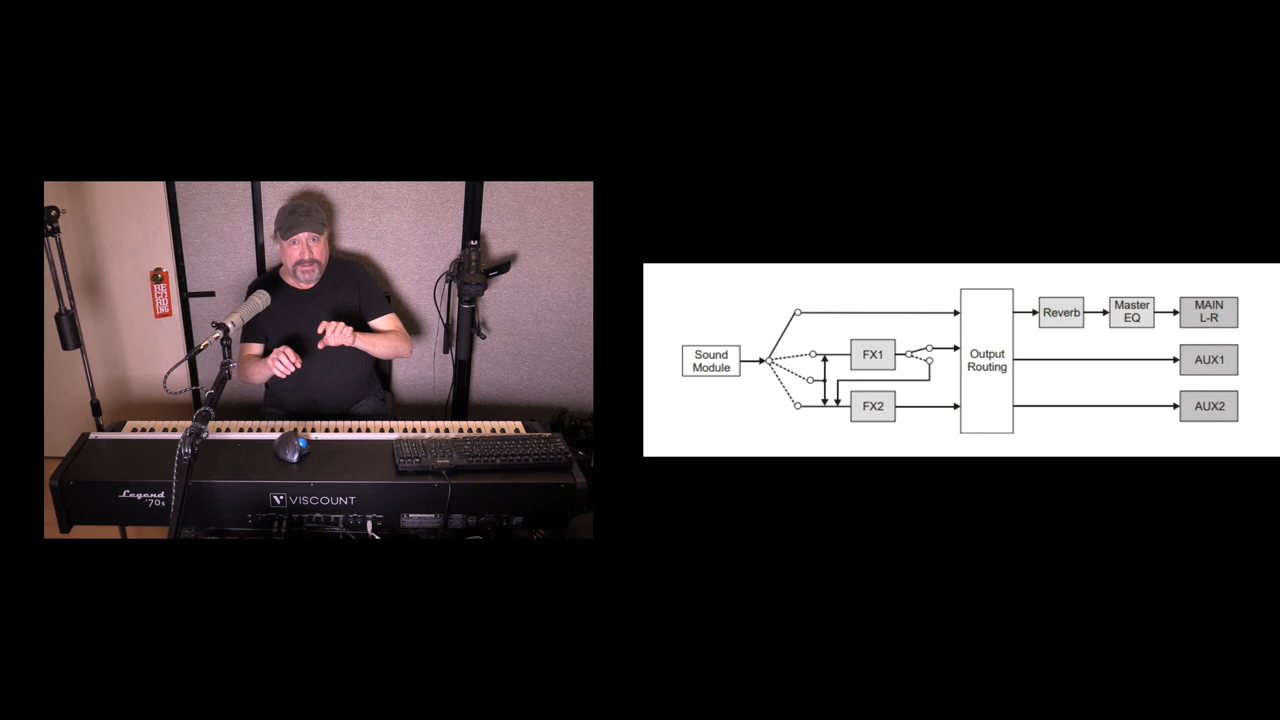 RECORDING
Legend
'70s
VISCOUNT
Sound
Module
FX1
FX2
Output
Routing
Reverb
Master
EQ
MAIN
L-R
AUX1
AUX2